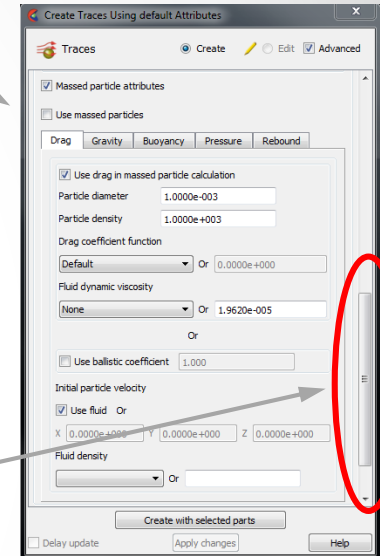 Create Traces Using default Attributes x
Traces Create Edit Advanced
Massed particle attributes
Use massed particles
Drag Gravity Buoyancy Pressure Rebound
Use drag in massed particle calculation
Particle diameter 1.0000e-003
Particle density 1.0000e+003
Drag coefficient function
Default Or 0.0000e+000
Fluid dynamic viscosity
None Or 1.9620e-005
Or
Use ballistic coefficient 1.000
Initial particle velocity
Use fluid Or
X 0.0000e+000 Y 0.0000e+000 Z 0.0000e+000
Fluid density
Or
Create with selected parts
Delay update Apply changes Help